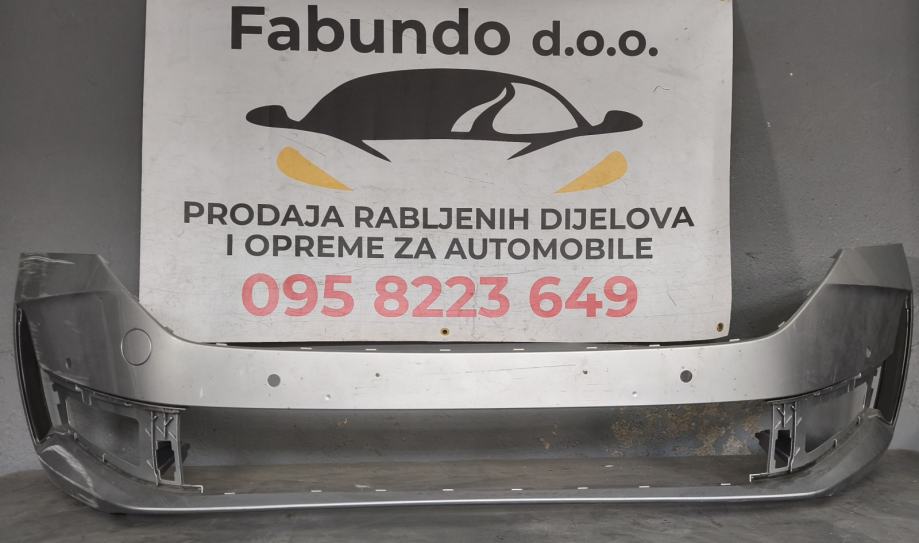 Fabundo d.o.o.
PRODAJA RABLJENIH DIJELOVA
I OPREME ZA AUTOMOBILE
095 8223 649